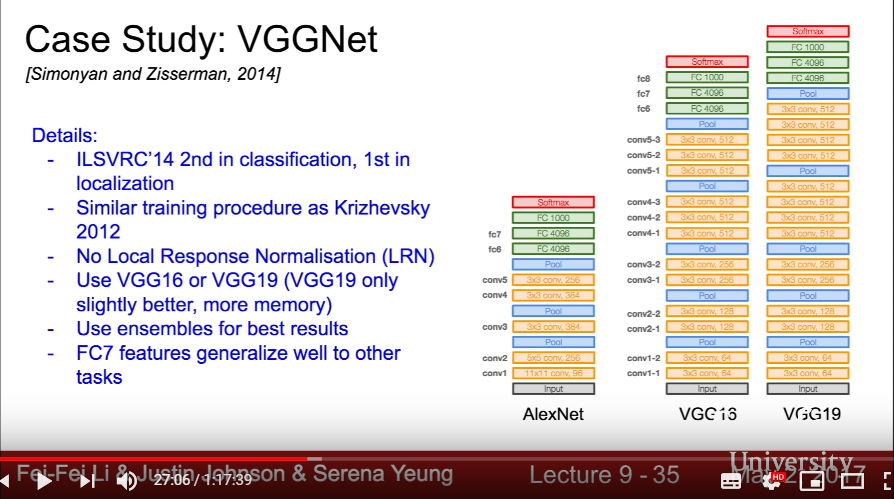 Case Study: VGGNet
[Simonyan and Zisserman, 2014]
Details:
- ILSVRC'14 2nd in classification, 1st in
localization
- Similar training procedure as Krizhevsky
2012
- No Local Response Normalisation (LRN)
- Use VGG16 or VGG19 (VGG19 only
slightly better, more memory)
- Use ensembles for best results
- FC7 features generalize well to other
tasks
Softmax
FC 1000
fc7 FC 4096
fc6 FC 4096
Pool
conv5 3x3 conv, 256
conv4 3x3 conv, 384
Pool
conv3 3x3 conv, 384
Pool
conv2 5x5 conv, 256
conv1 11x11 conv, 96
Input
AlexNet
Softmax
fc8 FC 1000
fc7 FC 4096
fc6 FC 4096
Pool
conv5-3 3x3 conv, 512
conv5-2 3x3 conv, 512
conv5-1 3x3 conv, 512
Pool
conv4-3 3x3 conv, 512
conv4-2 3x3 conv, 512
conv4-1 3x3 conv, 512
Pool
conv3-2 3x3 conv, 256
conv3-1 3x3 conv, 256
Pool
conv2-2 3x3 conv, 128
conv2-1 3x3 conv, 128
Pool
conv1-2 3x3 conv, 64
conv1-1 3x3 conv, 64
Input
VGG16
Softmax
FC 1000
FC 4096
FC 4096
Pool
3x3 conv, 512
3x3 conv, 512
3x3 conv, 512
3x3 conv, 512
Pool
3x3 conv, 512
3x3 conv, 512
3x3 conv, 512
3x3 conv, 512
Pool
3x3 conv, 256
3x3 conv, 256
Pool
3x3 conv, 128
3x3 conv, 128
Pool
3x3 conv, 64
3x3 conv, 64
Input
VGG19
University
Fei-Fei Li & Justin Johnson & Serena Yeung
Lecture 9 - 35
2017
27:06 / 1:17:39
HD